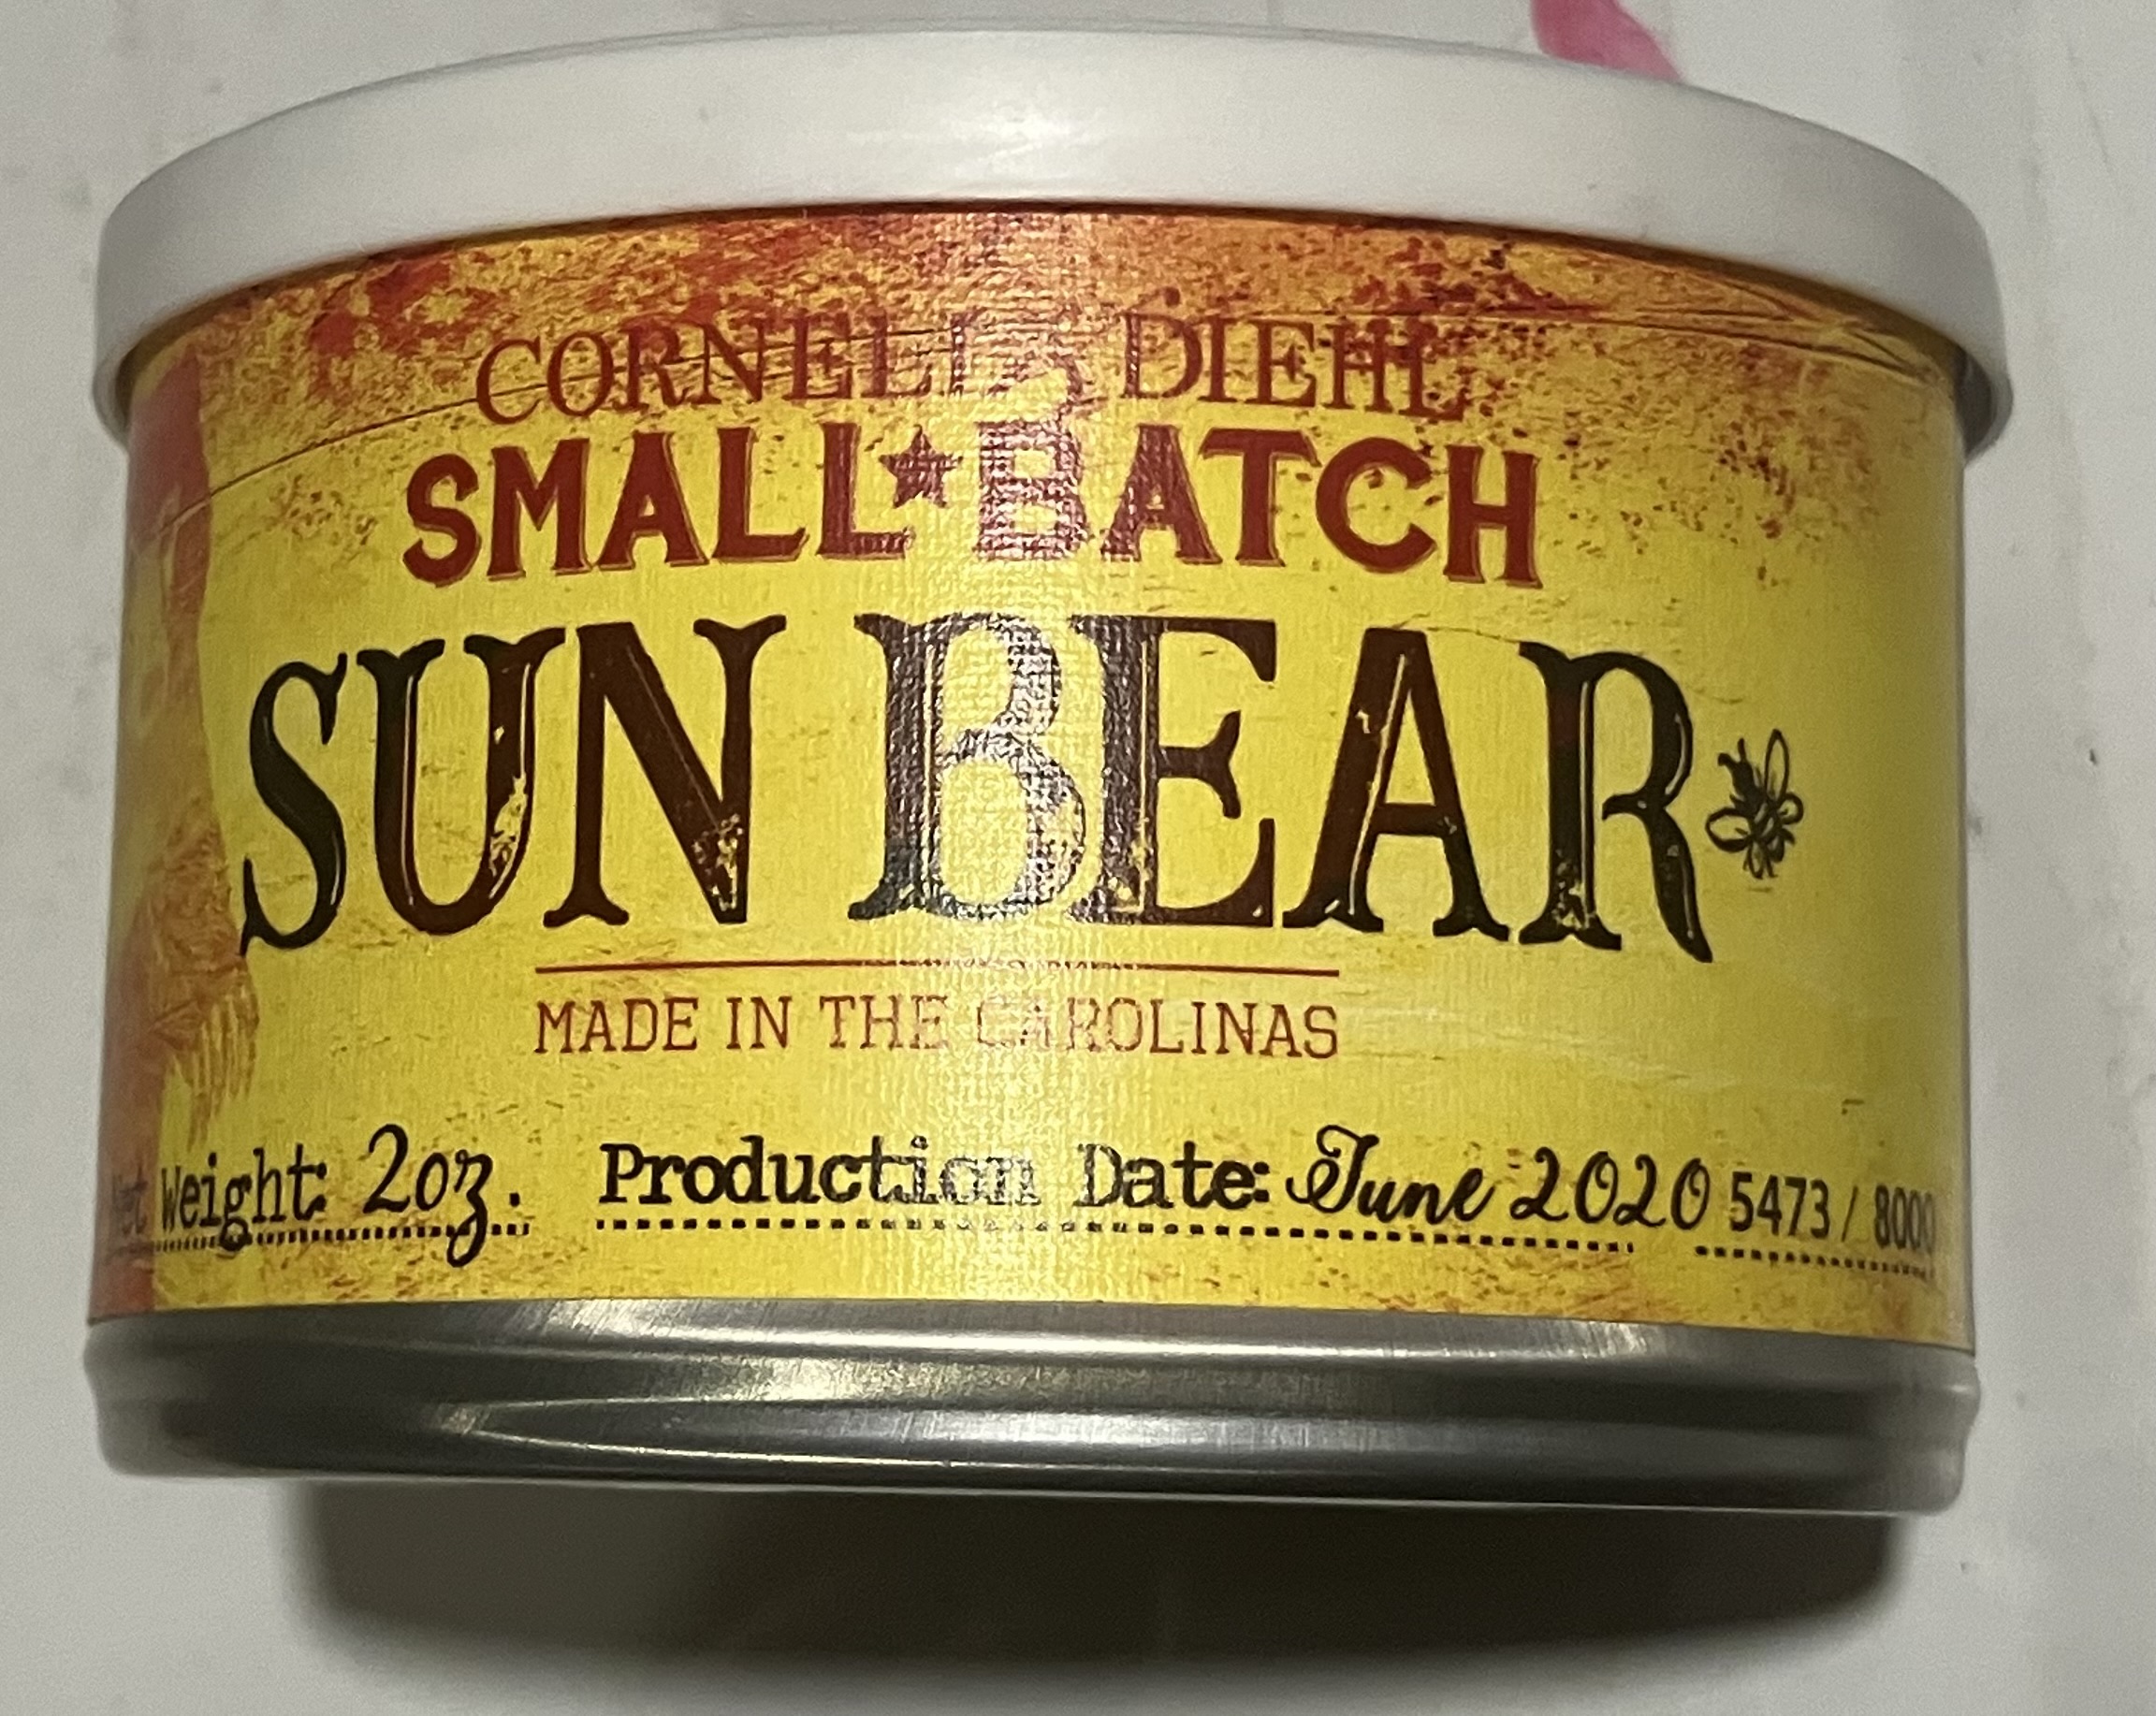 CORNELL & DIEHL
SMALL★BATCH
SUN BEAR
MADE IN THE CAROLINAS
Net Weight: 2oz. Production Date: June 2020 5473 / 8000